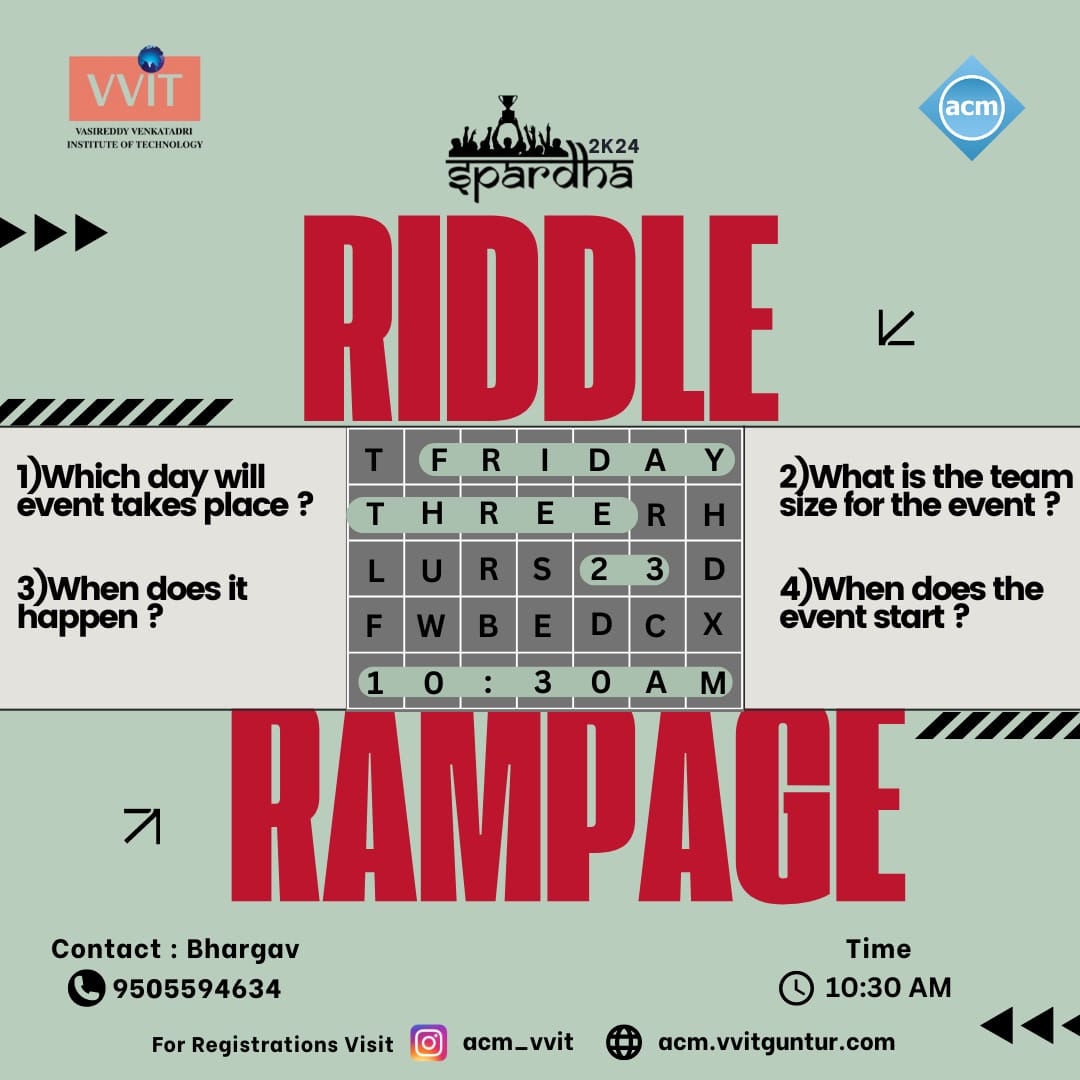 VVIT
VASIREDDY VENKATADRI
INSTITUTE OF TECHNOLOGY
acm
2K24
spardha
RIDDLE
1)Which day will
event takes place ?
3)When does it
happen ?
T F R I D A Y
T H R E E R H
L U R S 2 3 D
F W B E D C X
1 0 : 3 0 A M
2)What is the team
size for the event ?
4)When does the
event start ?
RAMPAGE
Contact : Bhargav
9505594634
Time
10:30 AM
For Registrations Visit acm_vvit acm.vvitguntur.com